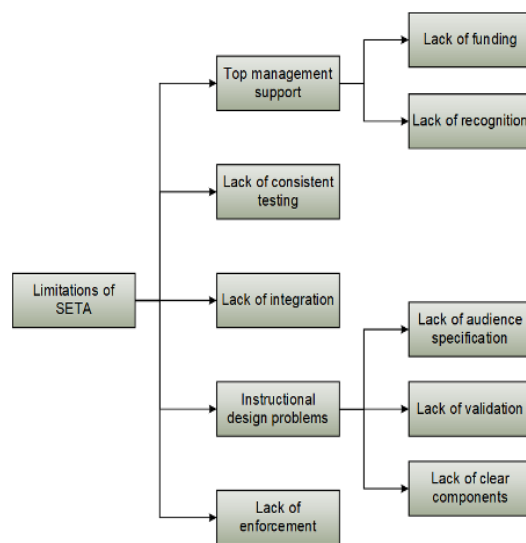 Lack of funding
Top management
support
Lack of recognition
Lack of consistent
testing
Limitations of
SETA
Lack of integration
Lack of audience
specification
Instructional
design problems
Lack of validation
Lack of clear
components
Lack of
enforcement